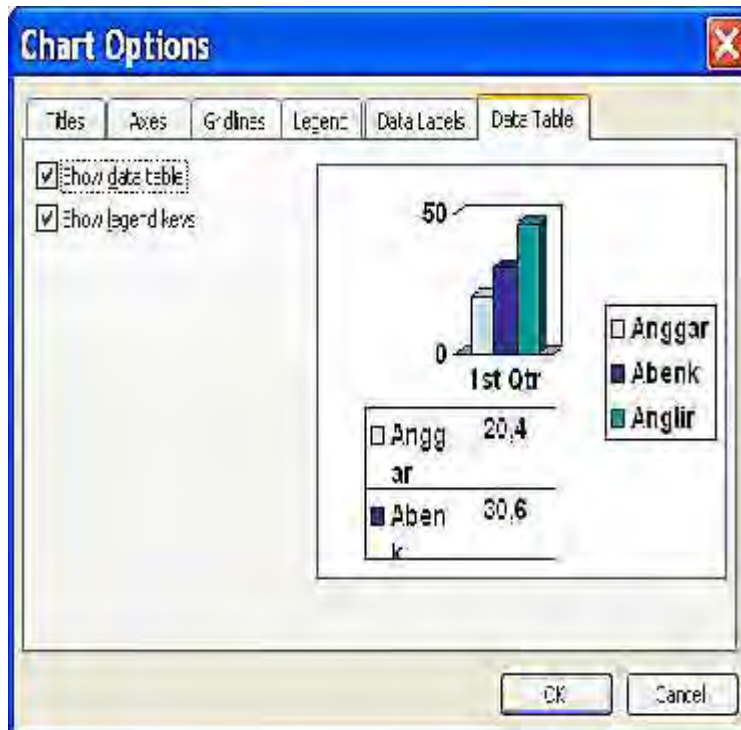 Chart Options
Titles Axes Gridlines Legend Data Labels Data Table
Show data table
Show legend keys
50
0
1st Qtr
Anggar
Abenk
Anglir
Angg 20,4
ar
Aben 30,6
k
OK Cancel